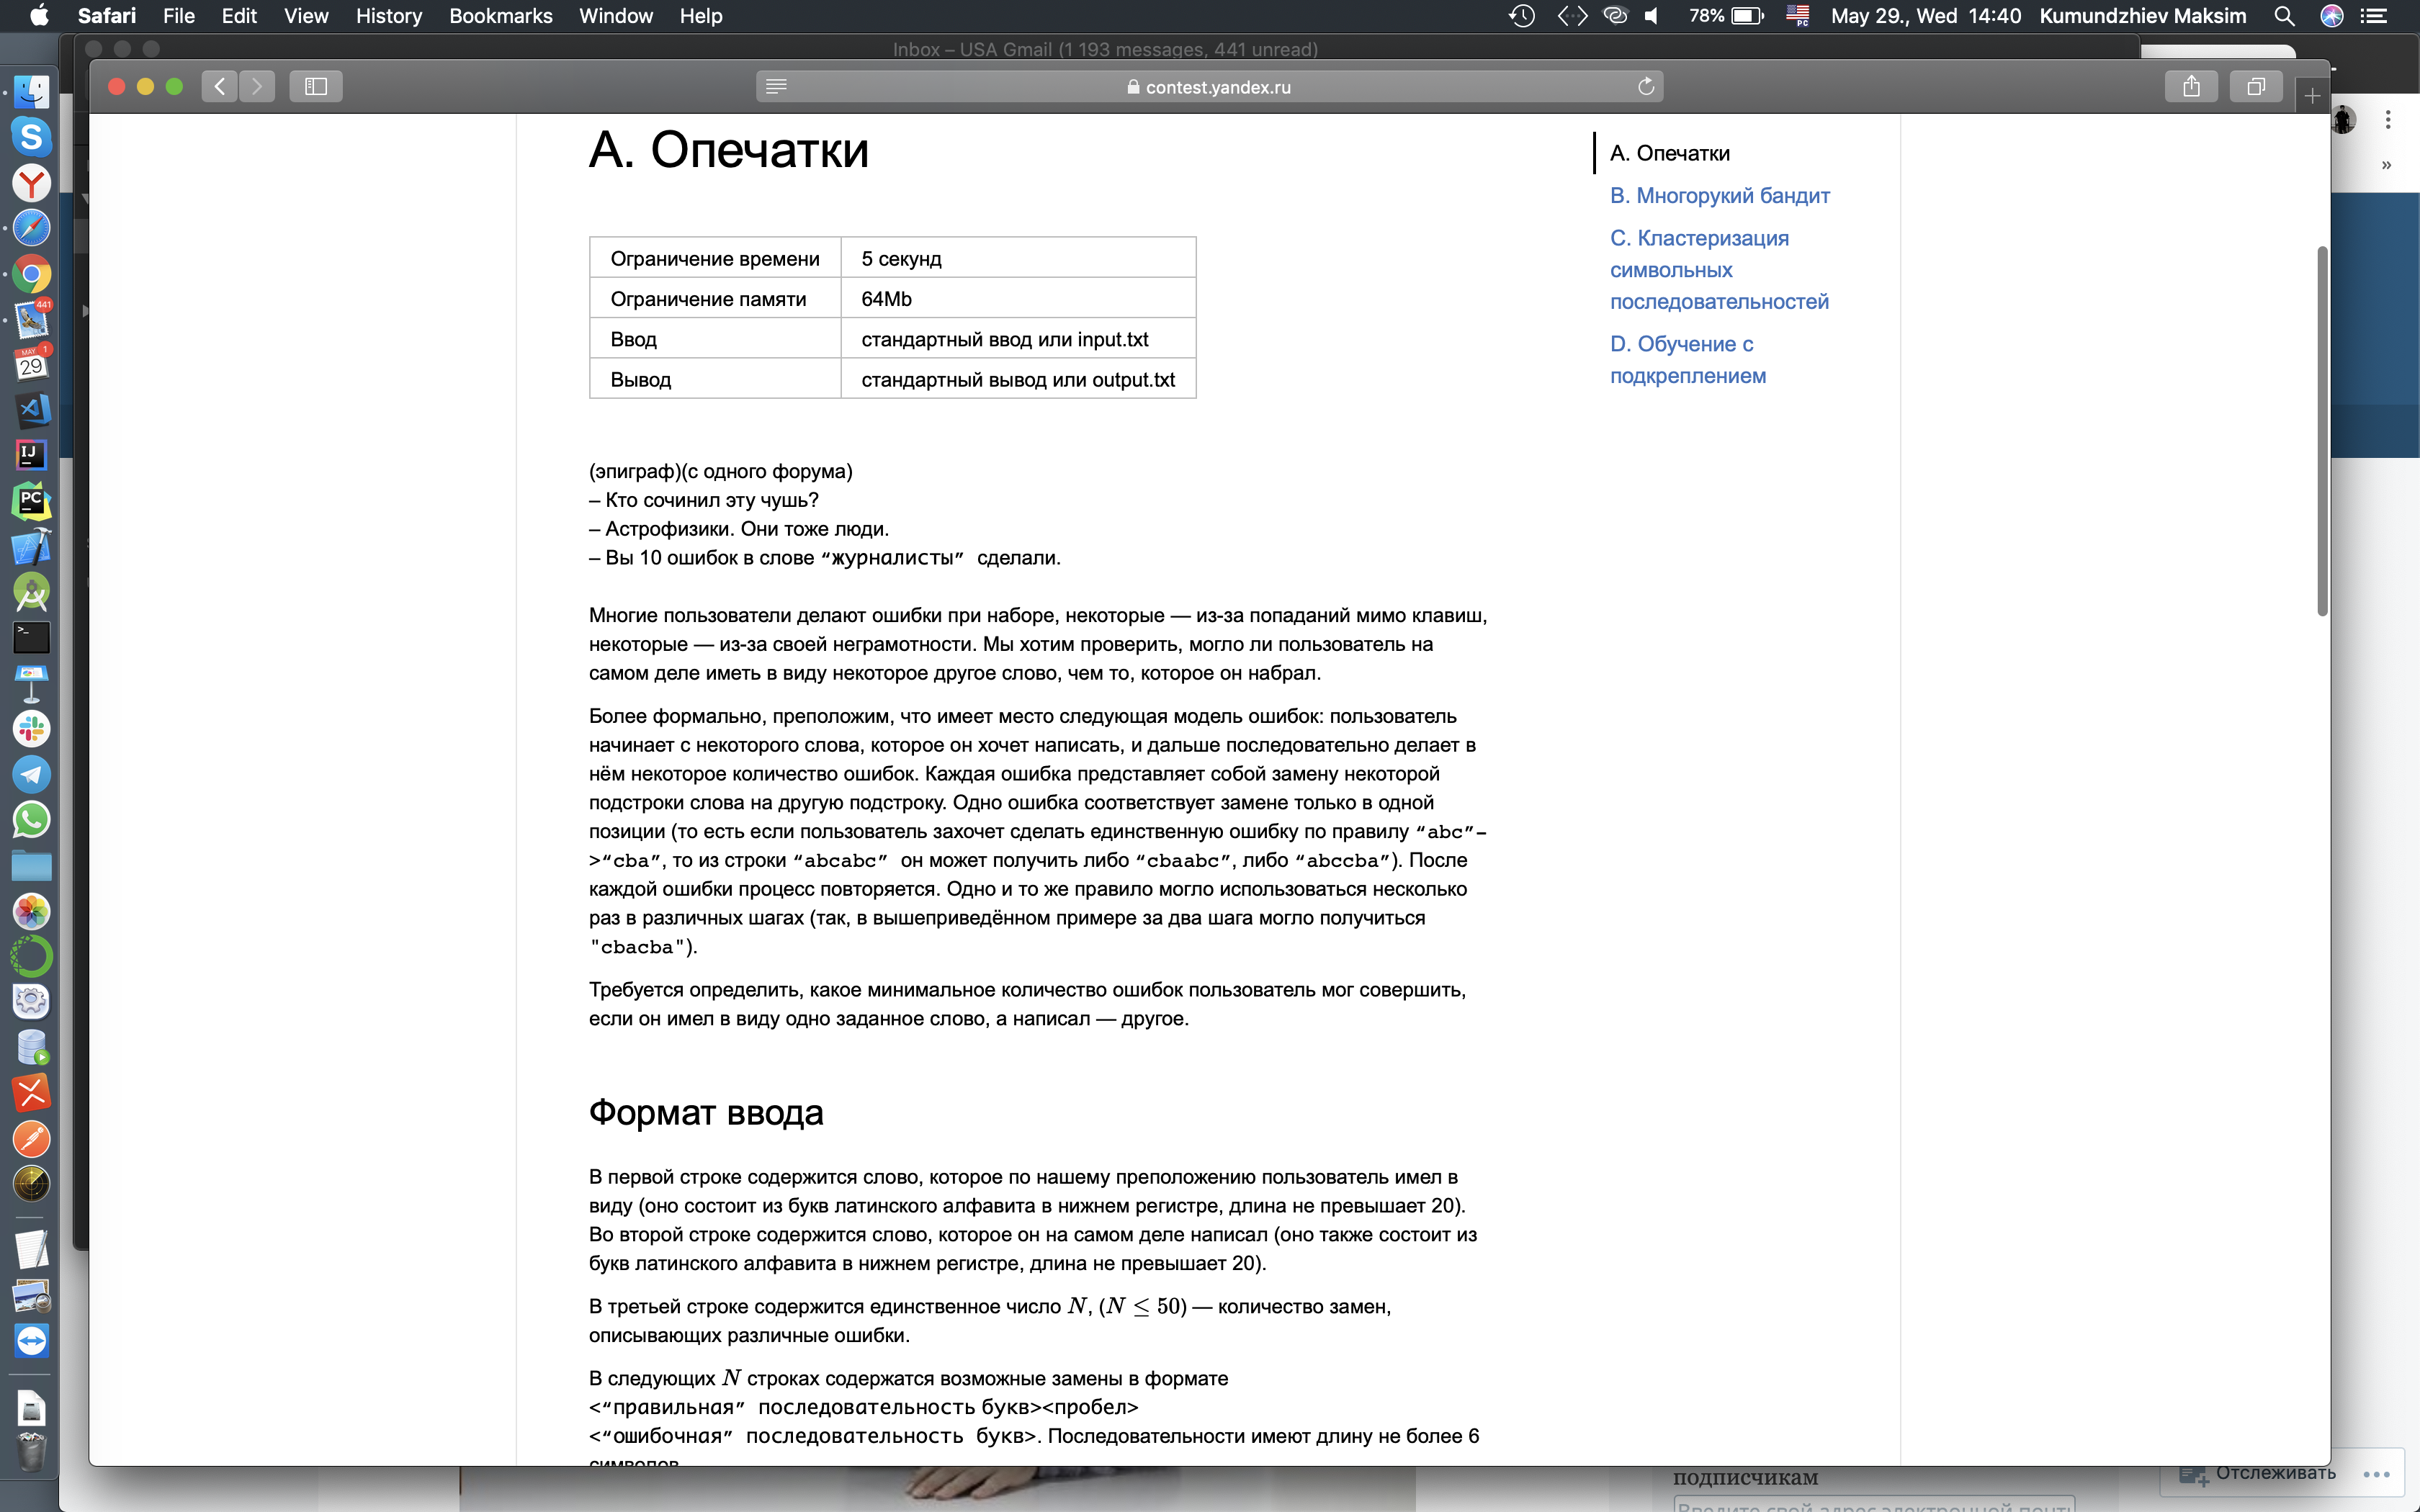 Safari File Edit View History Bookmarks Window Help
78% PC May 29., Wed 14:40 Kumundzhiev Maksim
Inbox – USA Gmail (1 193 messages, 441 unread)
contest.yandex.ru
441
MAY 1
29
IJ
PC
А. Опечатки
Ограничение времени 5 секунд
Ограничение памяти 64Mb
Ввод стандартный ввод или input.txt
Вывод стандартный вывод или output.txt
(эпиграф)(с одного форума)
– Кто сочинил эту чушь?
– Астрофизики. Они тоже люди.
– Вы 10 ошибок в слове “журналисты” сделали.
Многие пользователи делают ошибки при наборе, некоторые — из-за попаданий мимо клавиш,
некоторые — из-за своей неграмотности. Мы хотим проверить, могло ли пользователь на
самом деле иметь в виду некоторое другое слово, чем то, которое он набрал.
Более формально, преположим, что имеет место следующая модель ошибок: пользователь
начинает с некоторого слова, которое он хочет написать, и дальше последовательно делает в
нём некоторое количество ошибок. Каждая ошибка представляет собой замену некоторой
подстроки слова на другую подстроку. Одно ошибка соответствует замене только в одной
позиции (то есть если пользователь захочет сделать единственную ошибку по правилу “abc”–
>“cba”, то из строки “abcabc” он может получить либо “cbaabc”, либо “abccba”). После
каждой ошибки процесс повторяется. Одно и то же правило могло использоваться несколько
раз в различных шагах (так, в вышеприведённом примере за два шага могло получиться
"cbacba").
Требуется определить, какое минимальное количество ошибок пользователь мог совершить,
если он имел в виду одно заданное слово, а написал — другое.
Формат ввода
В первой строке содержится слово, которое по нашему преположению пользователь имел в
виду (оно состоит из букв латинского алфавита в нижнем регистре, длина не превышает 20).
Во второй строке содержится слово, которое он на самом деле написал (оно также состоит из
букв латинского алфавита в нижнем регистре, длина не превышает 20).
В третьей строке содержится единственное число N, (N ≤ 50) — количество замен,
описывающих различные ошибки.
В следующих N строках содержатся возможные замены в формате
<“правильная” последовательность букв><пробел>
<“ошибочная” последовательность букв>. Последовательности имеют длину не более 6
символов.
А. Опечатки
В. Многорукий бандит
С. Кластеризация
символьных
последовательностей
D. Обучение с
подкреплением
подписчикам
Отслеживать
Введите свой адрес электронной почты